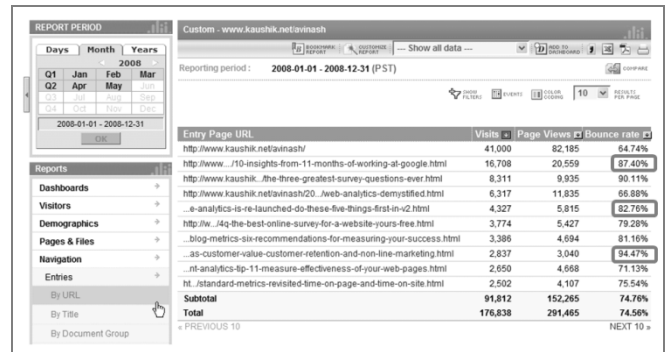 REPORT PERIOD
Days Month Years
2008
Q1 Jan Feb Mar
Q2 Apr May Jun
Q3 Jul Aug Sep
Q4 Oct Nov Dec
2008-01-01 - 2008-12-31
OK
Reports
Dashboards
Visitors
Demographics
Pages & Files
Navigation
Entries
By URL
By Title
By Document Group
Custom - www.kaushik.net/avinash
BOOKMARK REPORT CUSTOMIZE REPORT --- Show all data --- ADD TO DASHBOARD
Reporting period: 2008-01-01 - 2008-12-31 (PST) COMPARE
SHOW FILTERS EVENTS COLOR CODING 10 RESULTS PER PAGE
Entry Page URL Visits Page Views Bounce rate
http://www.kaushik.net/avinash/ 41,000 82,185 64.74%
http://www.../10-insights-from-11-months-of-working-at-google.html 16,708 20,559 87.40%
http://www.kaushik.../the-three-greatest-survey-questions-ever.html 8,311 9,935 90.11%
http://www.kaushik.net/avinash/20.../web-analytics-demystified.html 6,317 11,835 66.88%
...e-analytics-is-re-launched-do-these-five-things-first-in-v2.html 4,327 5,815 82.76%
http://w.../4q-the-best-online-survey-for-a-website-yours-free.html 3,774 5,427 79.28%
...blog-metrics-six-recommendations-for-measuring-your-success.html 3,386 4,694 81.16%
...as-customer-value-customer-retention-and-non-line-marketing.html 2,837 3,040 94.47%
...nt-analytics-tip-11-measure-effectiveness-of-your-web-pages.html 2,650 4,668 71.13%
ht.../standard-metrics-revisited-time-on-page-and-time-on-site.html 2,502 4,107 75.54%
Subtotal 91,812 152,265 74.76%
Total 176,838 291,465 74.56%
« PREVIOUS 10 NEXT 10 »